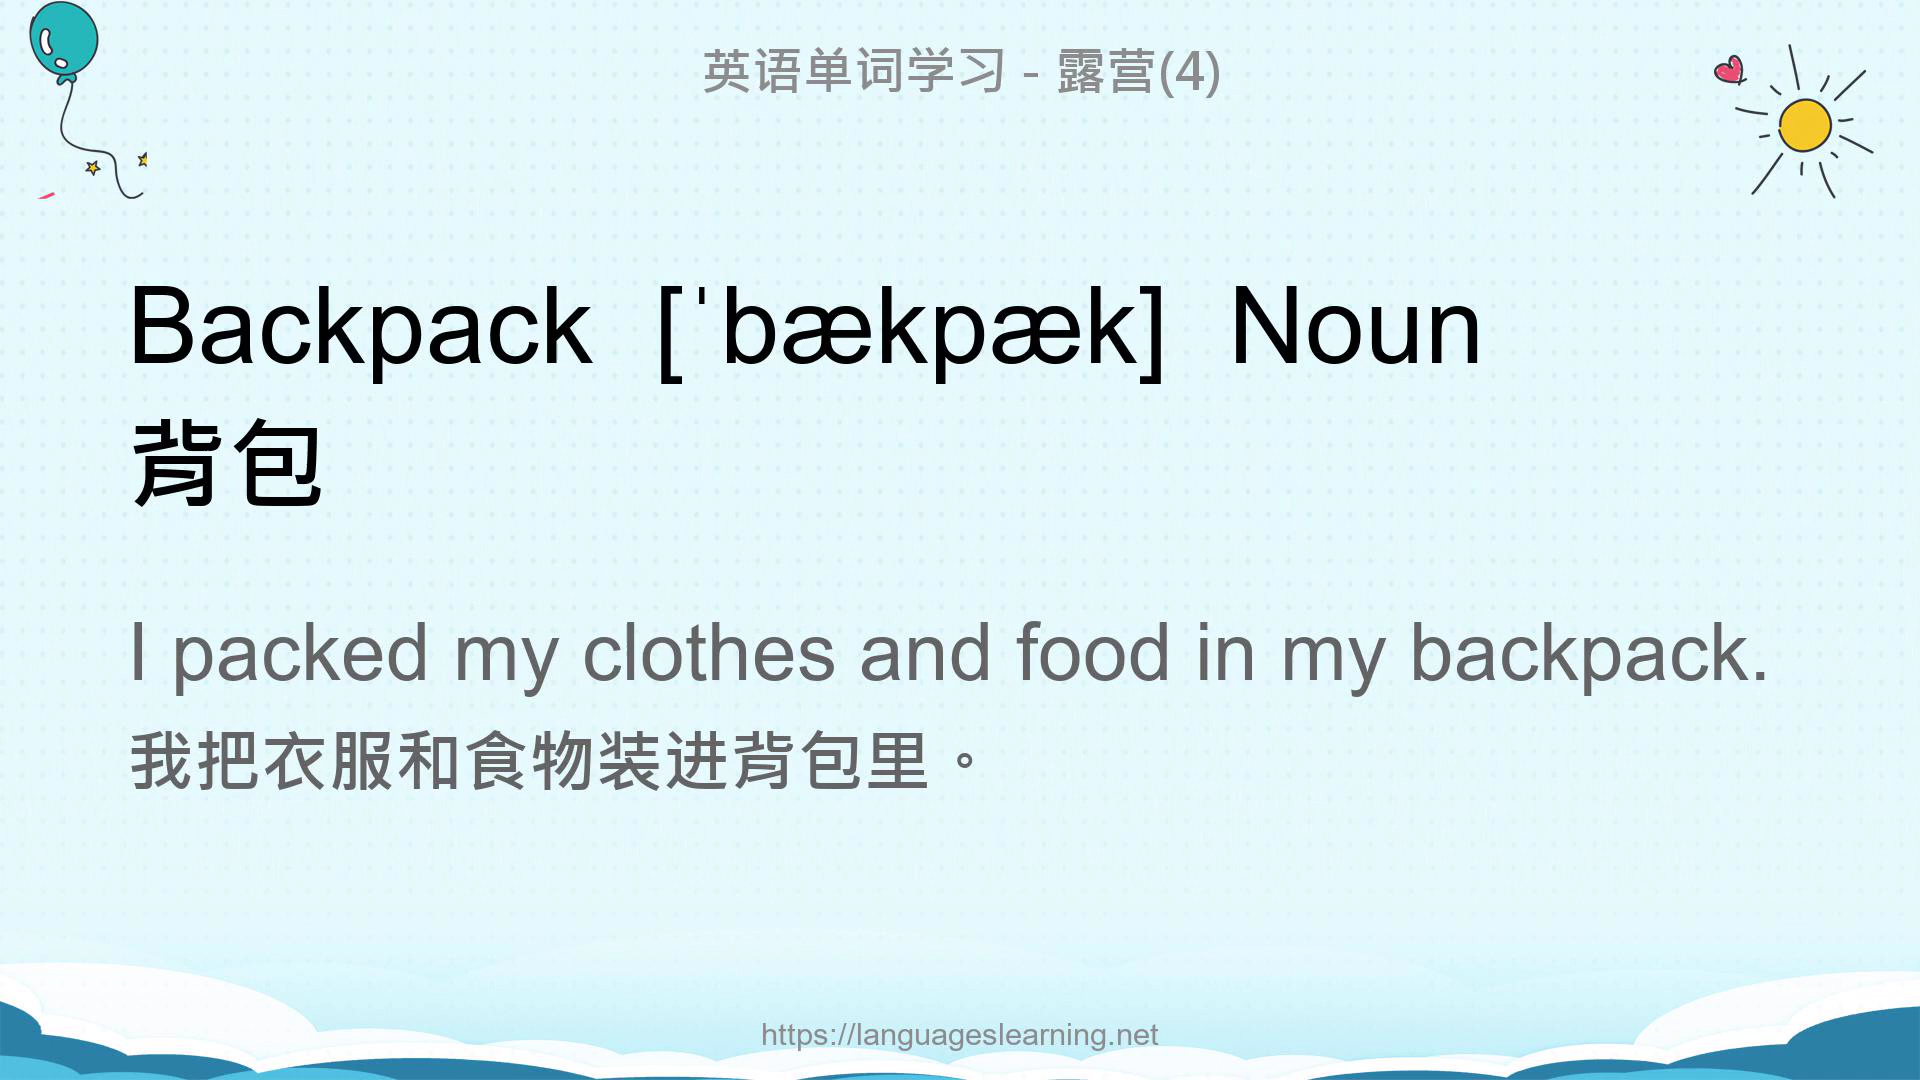 英语单词学习 - 露营(4)
Backpack [ˈbækpæk] Noun
背包
I packed my clothes and food in my backpack.
我把衣服和食物装进背包里。
https://languageslearning.net